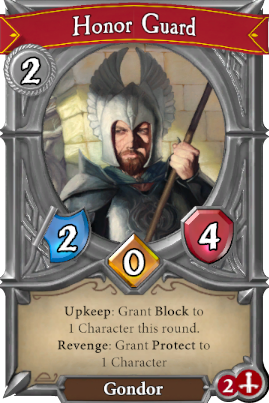 Honor Guard
2
2
0
4
Upkeep: Grant Block to
1 Character this round.
Revenge: Grant Protect to
1 Character
Gondor
2